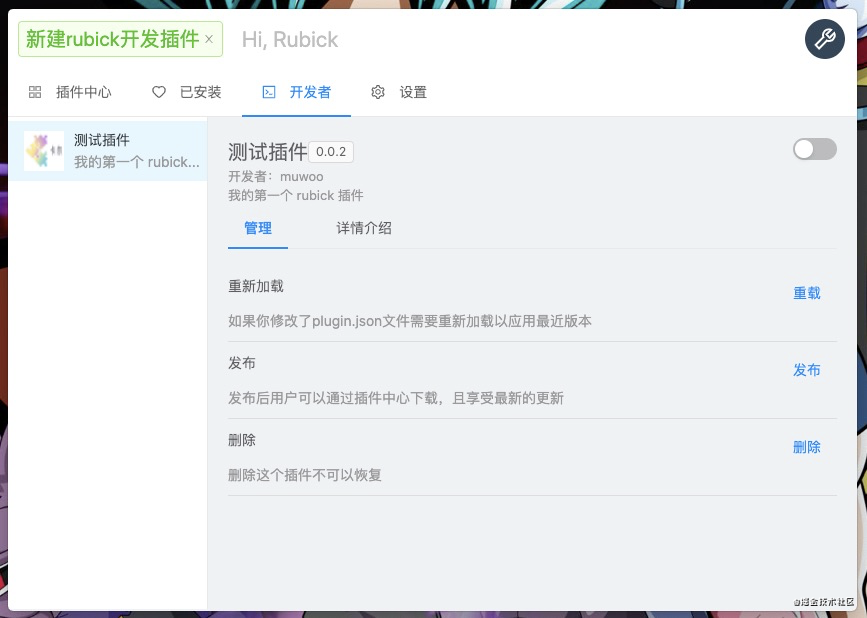 新建rubick开发插件 × Hi, Rubick
插件中心 已安装 开发者 设置
测试插件
我的第一个 rubick...
测试插件 0.0.2
开发者：muwoo
我的第一个 rubick 插件
管理 详情介绍
重新加载
重载
如果你修改了plugin.json文件需要重新加载以应用最近版本
发布
发布
发布后用户可以通过插件中心下载，且享受最新的更新
删除
删除
删除这个插件不可以恢复
@掘金技术社区